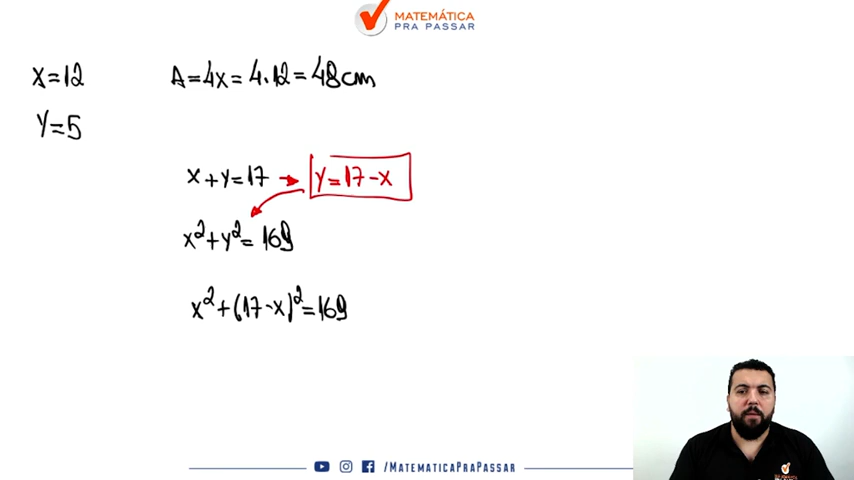 MATEMÁTICA
PRA PASSAR
x=12
A=4x=4.12=48cm
Y=5
x+y=17 → y=17-x
x²+y²=169
x²+(17-x)²=169
/MATEMATICAPRAPASSAR